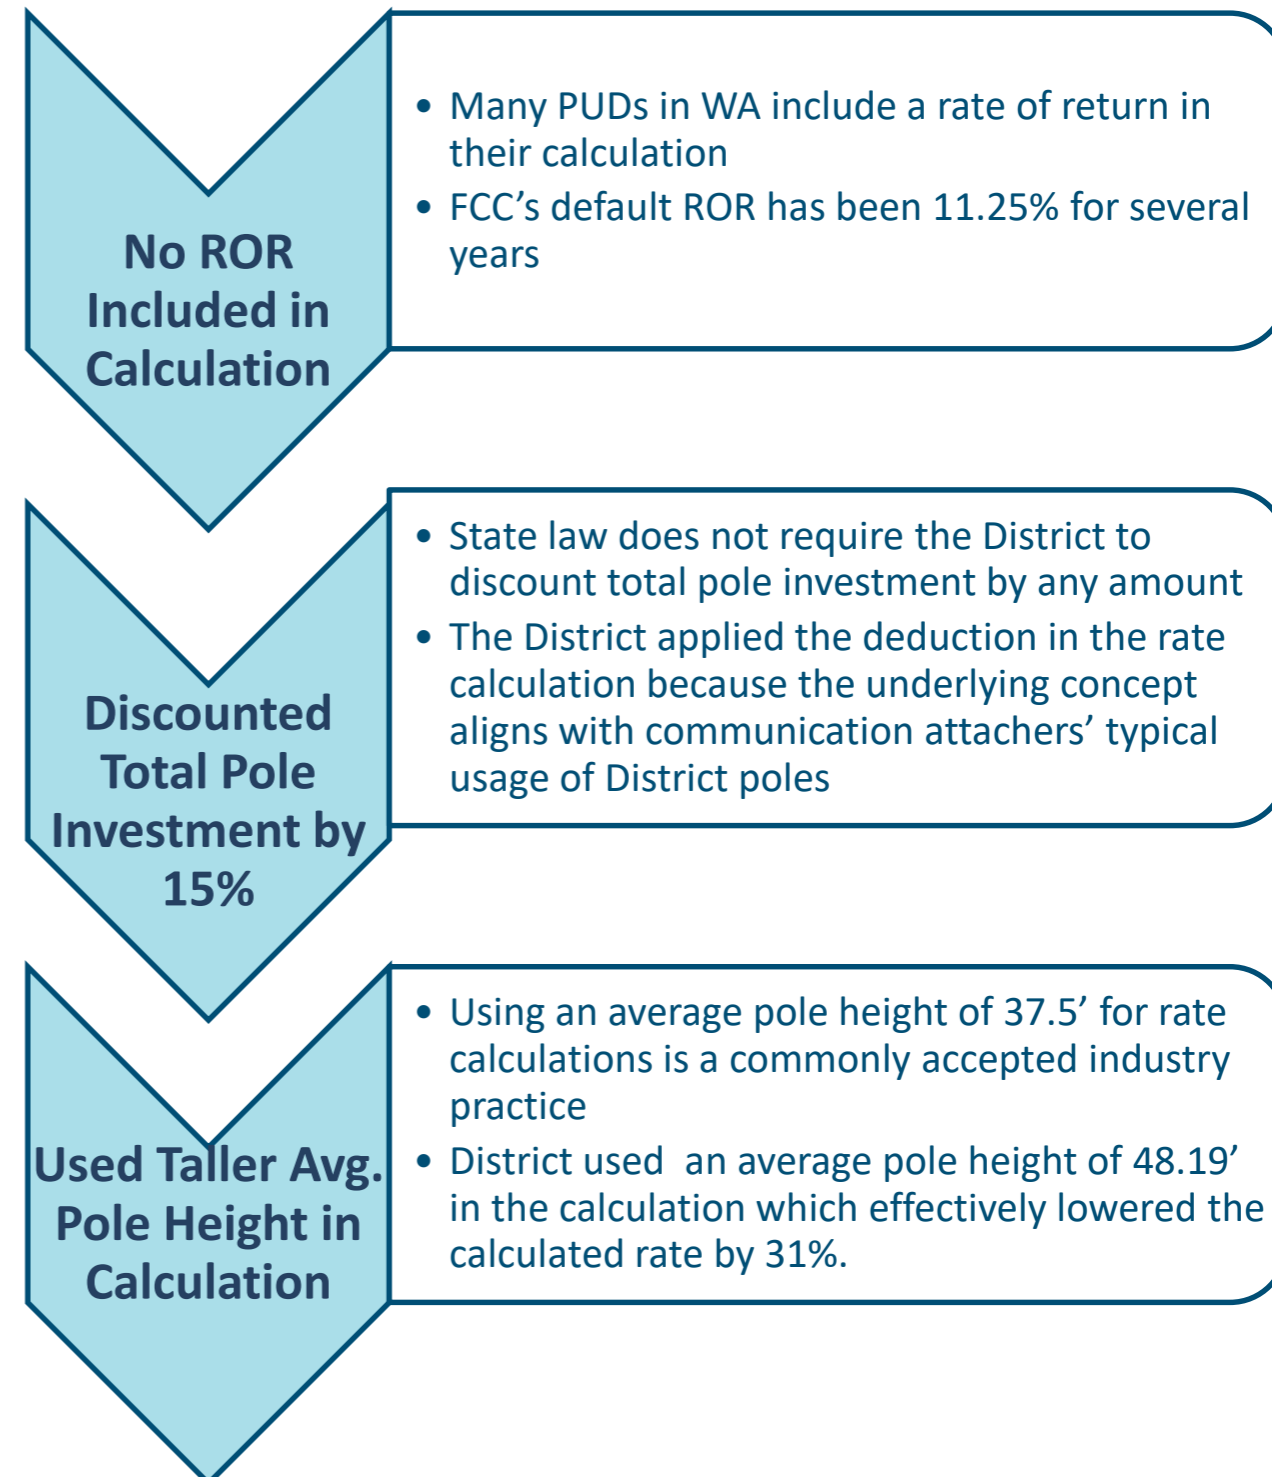 No ROR
Included in
Calculation
• Many PUDs in WA include a rate of return in
their calculation
• FCC’s default ROR has been 11.25% for several
years
Discounted
Total Pole
Investment by
15%
• State law does not require the District to
discount total pole investment by any amount
• The District applied the deduction in the rate
calculation because the underlying concept
aligns with communication attachers’ typical
usage of District poles
Used Taller Avg.
Pole Height in
Calculation
• Using an average pole height of 37.5’ for rate
calculations is a commonly accepted industry
practice
• District used  an average pole height of 48.19’
in the calculation which effectively lowered the
calculated rate by 31%.